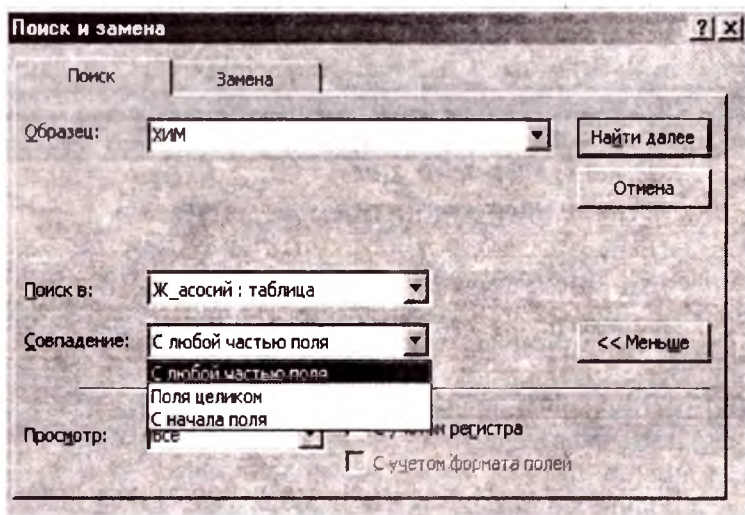 Поиск и замена
Поиск
Замена
Образец:
ХИМ
Найти далее
Отмена
Поиск в:
Ж_асосий : таблица
Совпадение:
С любой частью поля
<< Меньше
С любой частью поля
Поля целиком
С начала поля
Просмотр:
Все
регистра
С учетом формата полей